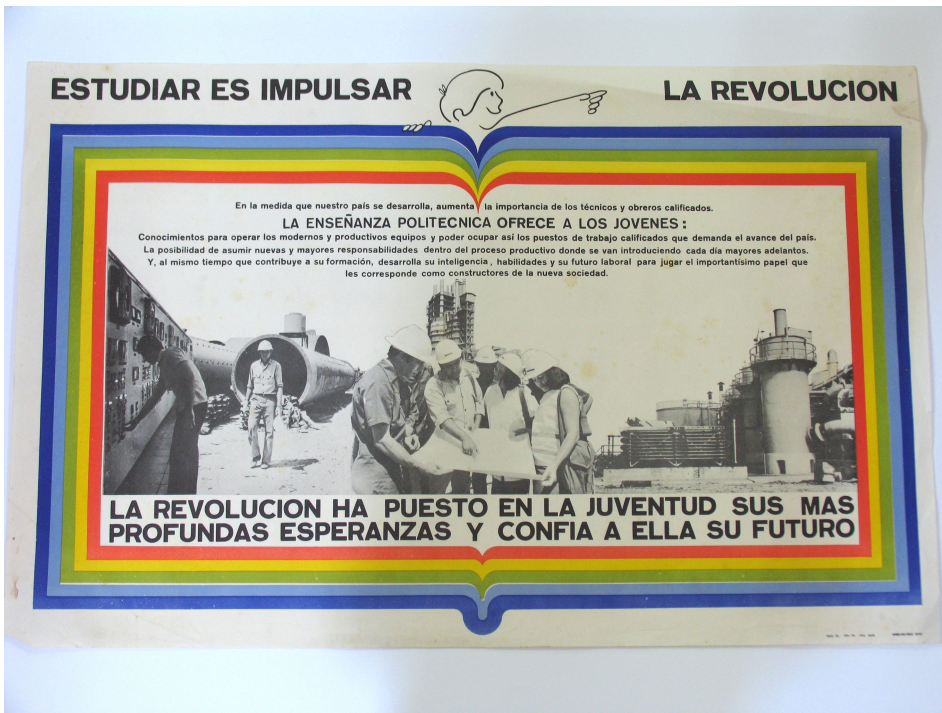 ESTUDIAR ES IMPULSAR LA REVOLUCION
En la medida que nuestro país se desarrolla, aumenta la importancia de los técnicos y obreros calificados.
LA ENSEÑANZA POLITECNICA OFRECE A LOS JOVENES:
Conocimientos para operar los modernos y productivos equipos y poder ocupar así los puestos de trabajo calificados que demanda el avance del país.
La posibilidad de asumir nuevas y mayores responsabilidades dentro del proceso productivo donde se van introduciendo cada día mayores adelantos.
Y, al mismo tiempo que contribuye a su formación, desarrolla su inteligencia, habilidades y su futuro laboral para jugar el importantísimo papel que
les corresponde como constructores de la nueva sociedad.
LA REVOLUCION HA PUESTO EN LA JUVENTUD SUS MAS
PROFUNDAS ESPERANZAS Y CONFIA A ELLA SU FUTURO